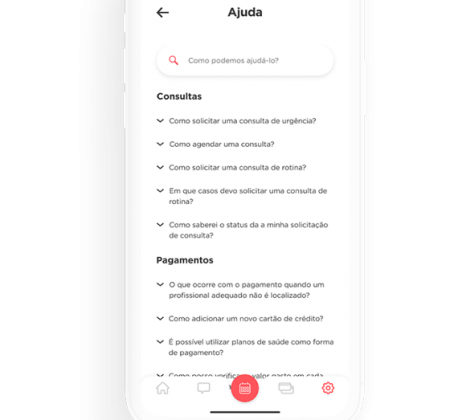 Ajuda
Como podemos ajudá-lo?
Consultas
Como solicitar uma consulta de urgência?
Como agendar uma consulta?
Como solicitar uma consulta de rotina?
Em que casos devo solicitar uma consulta de
rotina?
Como saberei o status da a minha solicitação
de consulta?
Pagamentos
O que ocorre com o pagamento quando um
profissional adequado não é localizado?
Como adicionar um novo cartão de crédito?
É possível utilizar planos de saúde como forma
de pagamento?
Como posso verificar valor gasto em cada